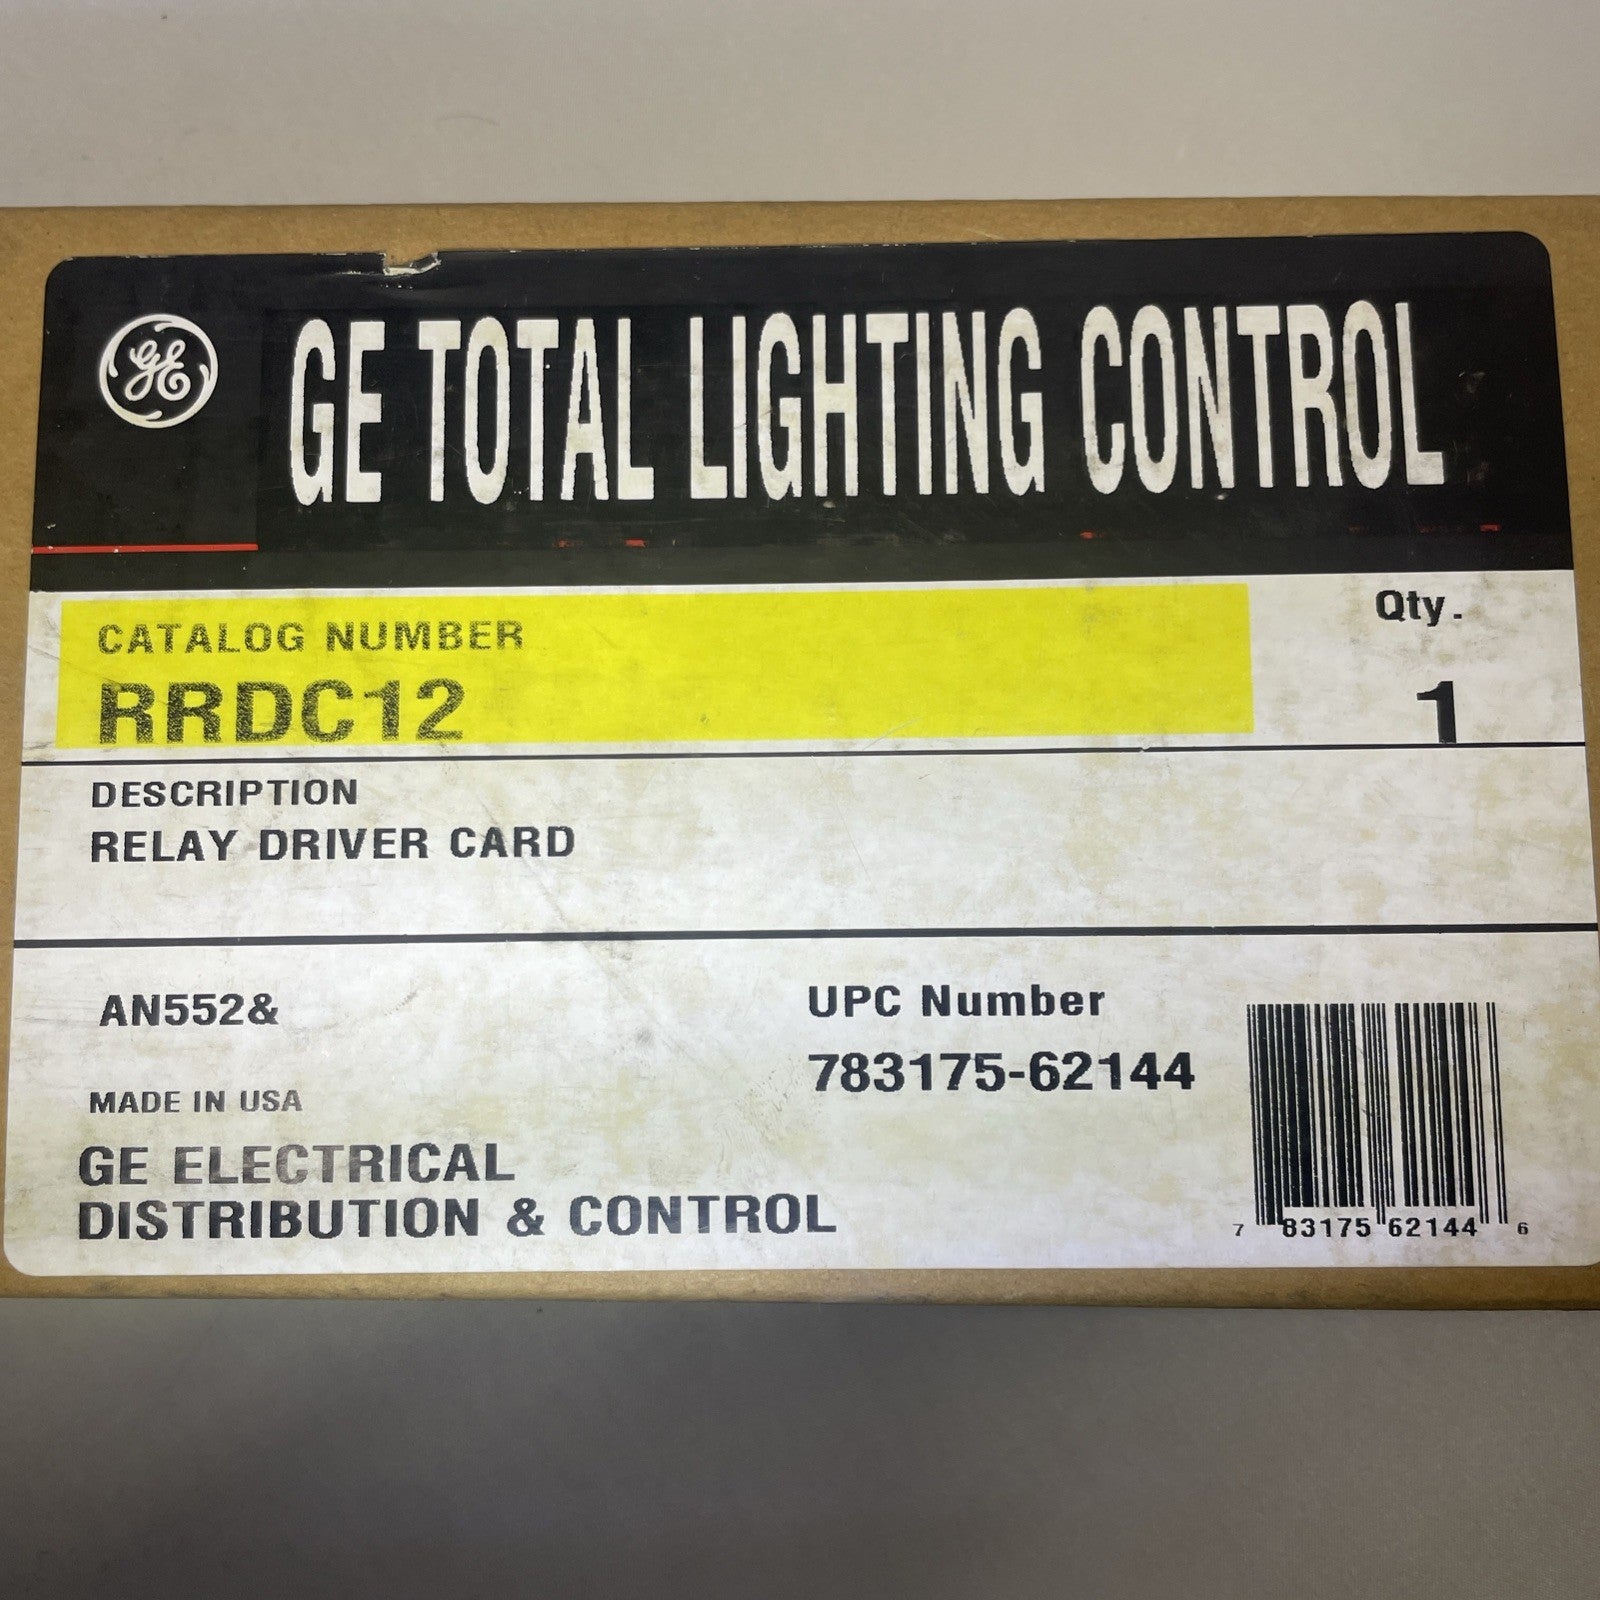 GE
GE TOTAL LIGHTING CONTROL
CATALOG NUMBER
Qty.
RRDC12
1
DESCRIPTION
RELAY DRIVER CARD
AN552&
UPC Number
783175-62144
MADE IN USA
GE ELECTRICAL
DISTRIBUTION & CONTROL
7 83175 62144 6